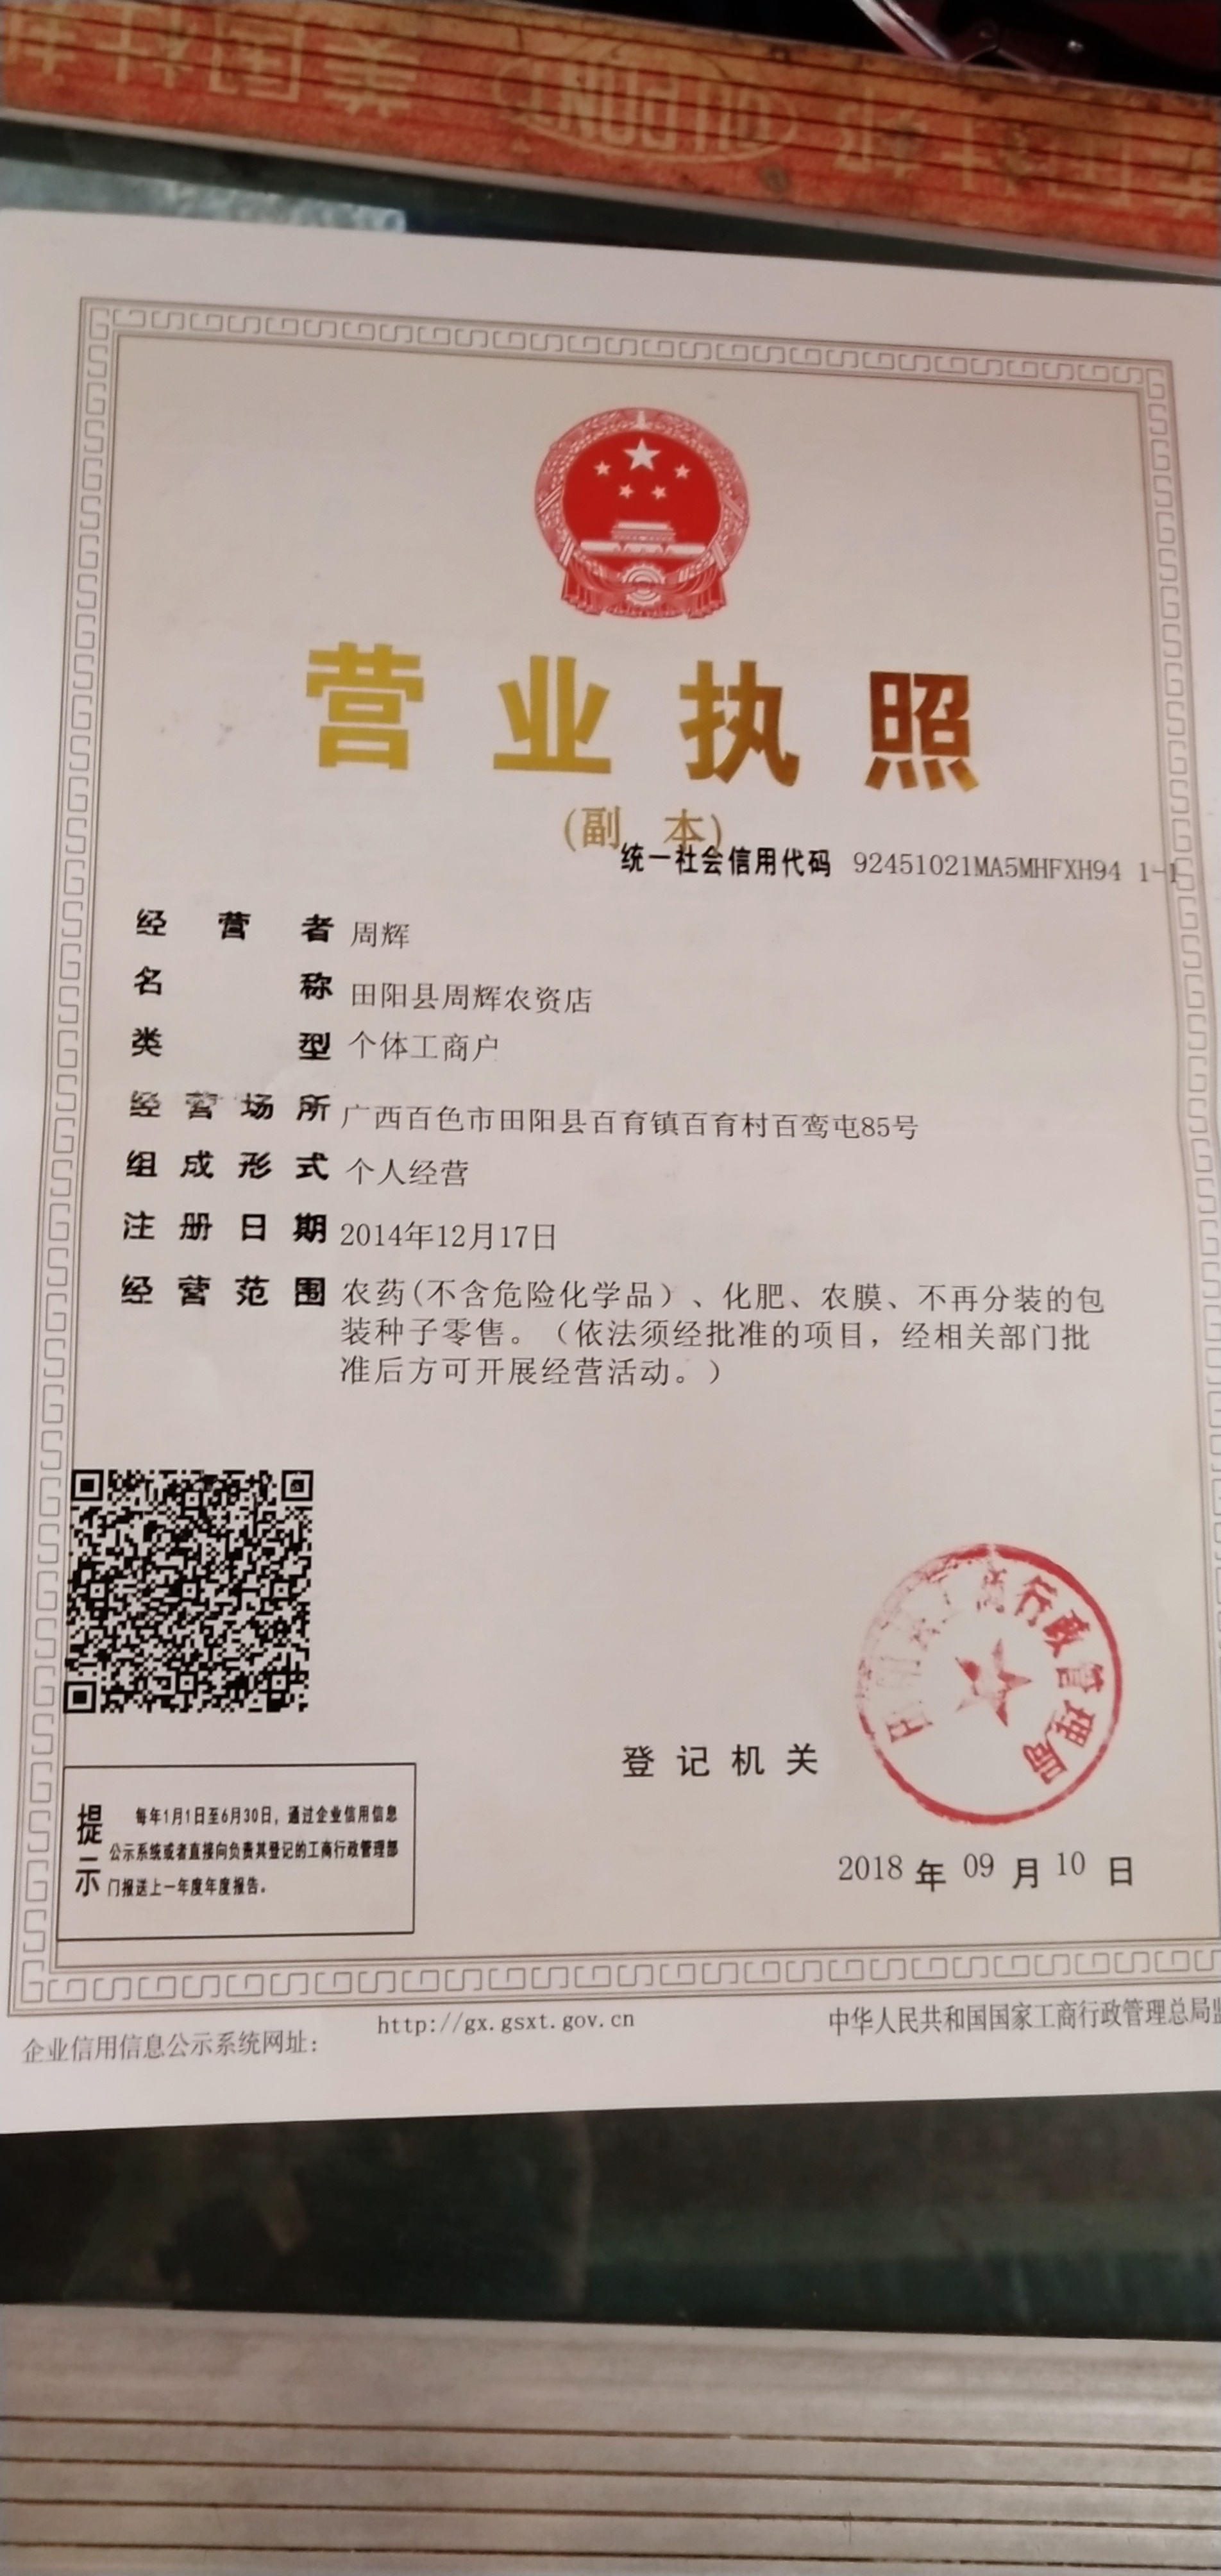 美国杜邦
营业执照
(副 本)
统一社会信用代码 92451021MA5MHFXH94 1-1
经营者 周辉
名称 田阳县周辉农资店
类型 个体工商户
经营场所 广西百色市田阳县百育镇百育村百鸾屯85号
组成形式 个人经营
注册日期 2014年12月17日
经营范围 农药(不含危险化学品）、化肥、农膜、不再分装的包
装种子零售。（依法须经批准的项目，经相关部门批
准后方可开展经营活动。）
工商行政管理局
登记机关
提示 每年1月1日至6月30日，通过企业信用信息
公示系统或者直接向负责其登记的工商行政管理部
门报送上一年度年度报告。
2018 年 09 月 10 日
企业信用信息公示系统网址： http://gx.gsxt.gov.cn
中华人民共和国国家工商行政管理总局监